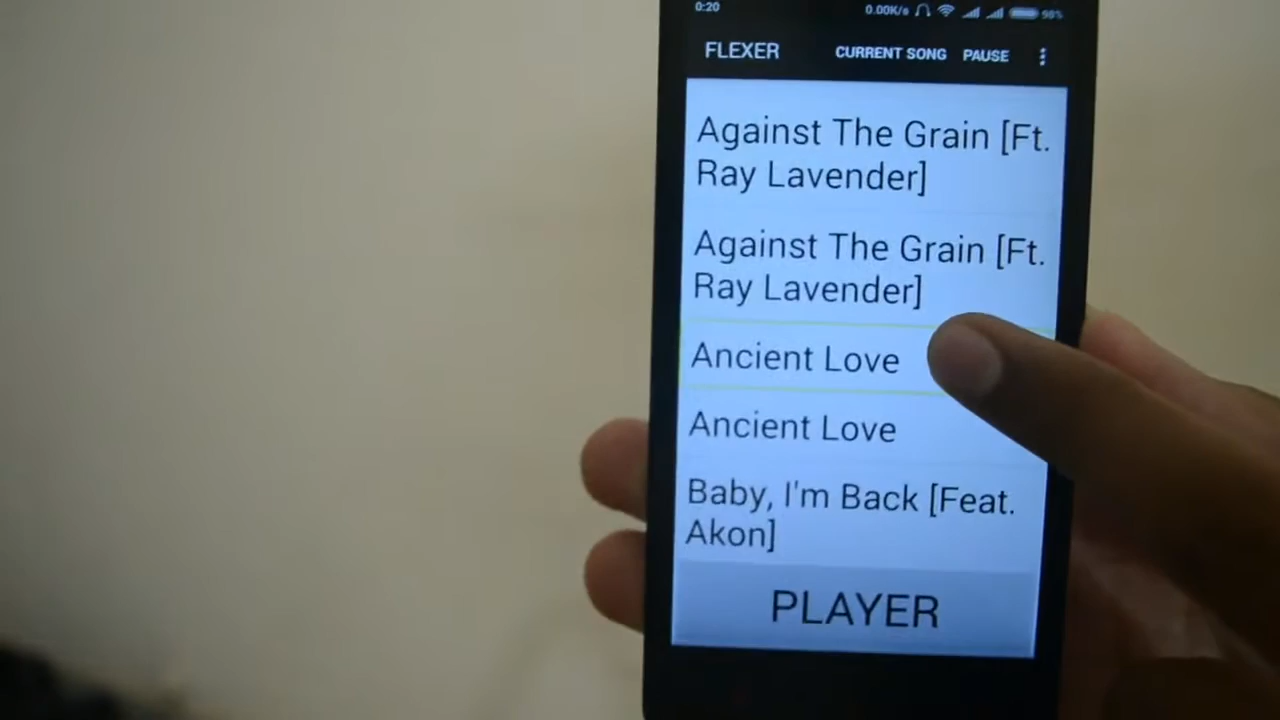 0:20 0.00K/s 98%
FLEXER CURRENT SONG PAUSE
Against The Grain [Ft.
Ray Lavender]
Against The Grain [Ft.
Ray Lavender]
Ancient Love
Ancient Love
Baby, I'm Back [Feat.
Akon]
PLAYER